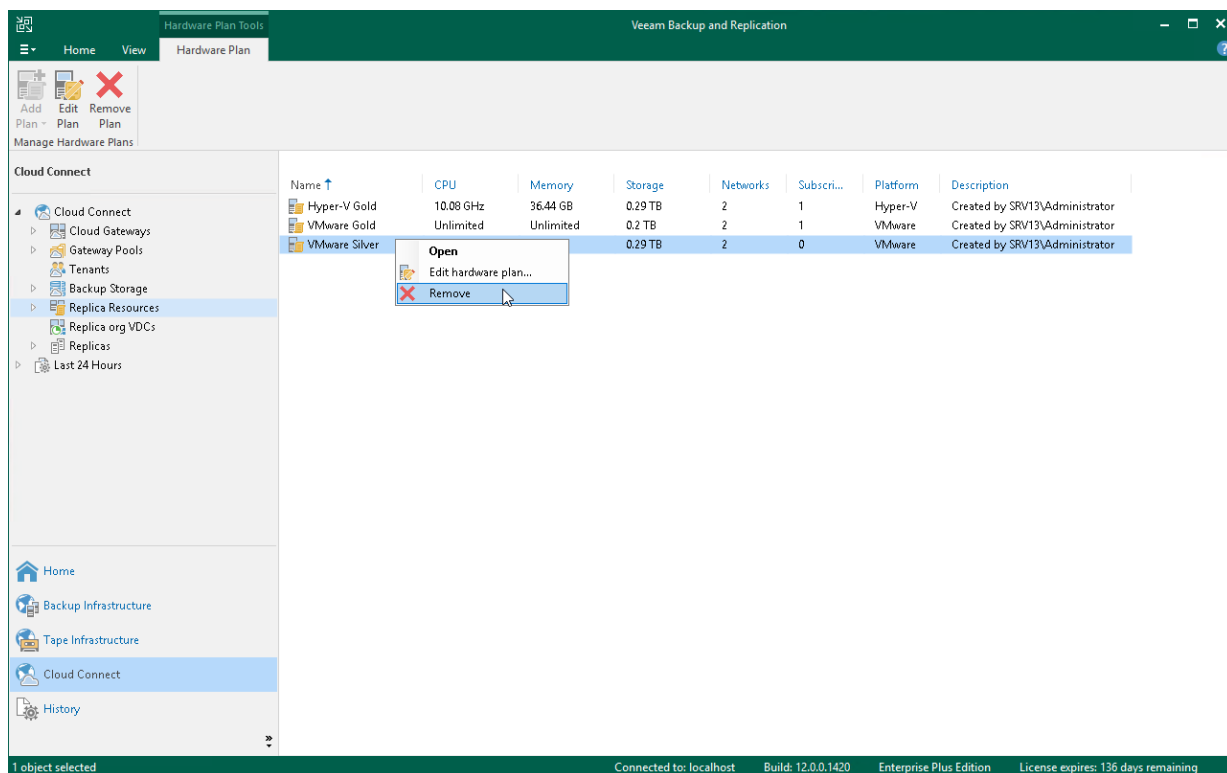 Hardware Plan Tools
Veeam Backup and Replication
Home View Hardware Plan
Add Plan
Edit Plan
Remove Plan
Manage Hardware Plans
Cloud Connect
Cloud Connect
Cloud Gateways
Gateway Pools
Tenants
Backup Storage
Replica Resources
Replica org VDCs
Replicas
Last 24 Hours
Name CPU Memory Storage Networks Subscri... Platform Description
Hyper-V Gold 10.08 GHz 36.44 GB 0.29 TB 2 1 Hyper-V Created by SRV13\Administrator
VMware Gold Unlimited Unlimited 0.2 TB 2 1 VMware Created by SRV13\Administrator
VMware Silver 0.29 TB 2 0 VMware Created by SRV13\Administrator
Open
Edit hardware plan...
Remove
Home
Backup Infrastructure
Tape Infrastructure
Cloud Connect
History
1 object selected Connected to: localhost Build: 12.0.0.1420 Enterprise Plus Edition License expires: 136 days remaining